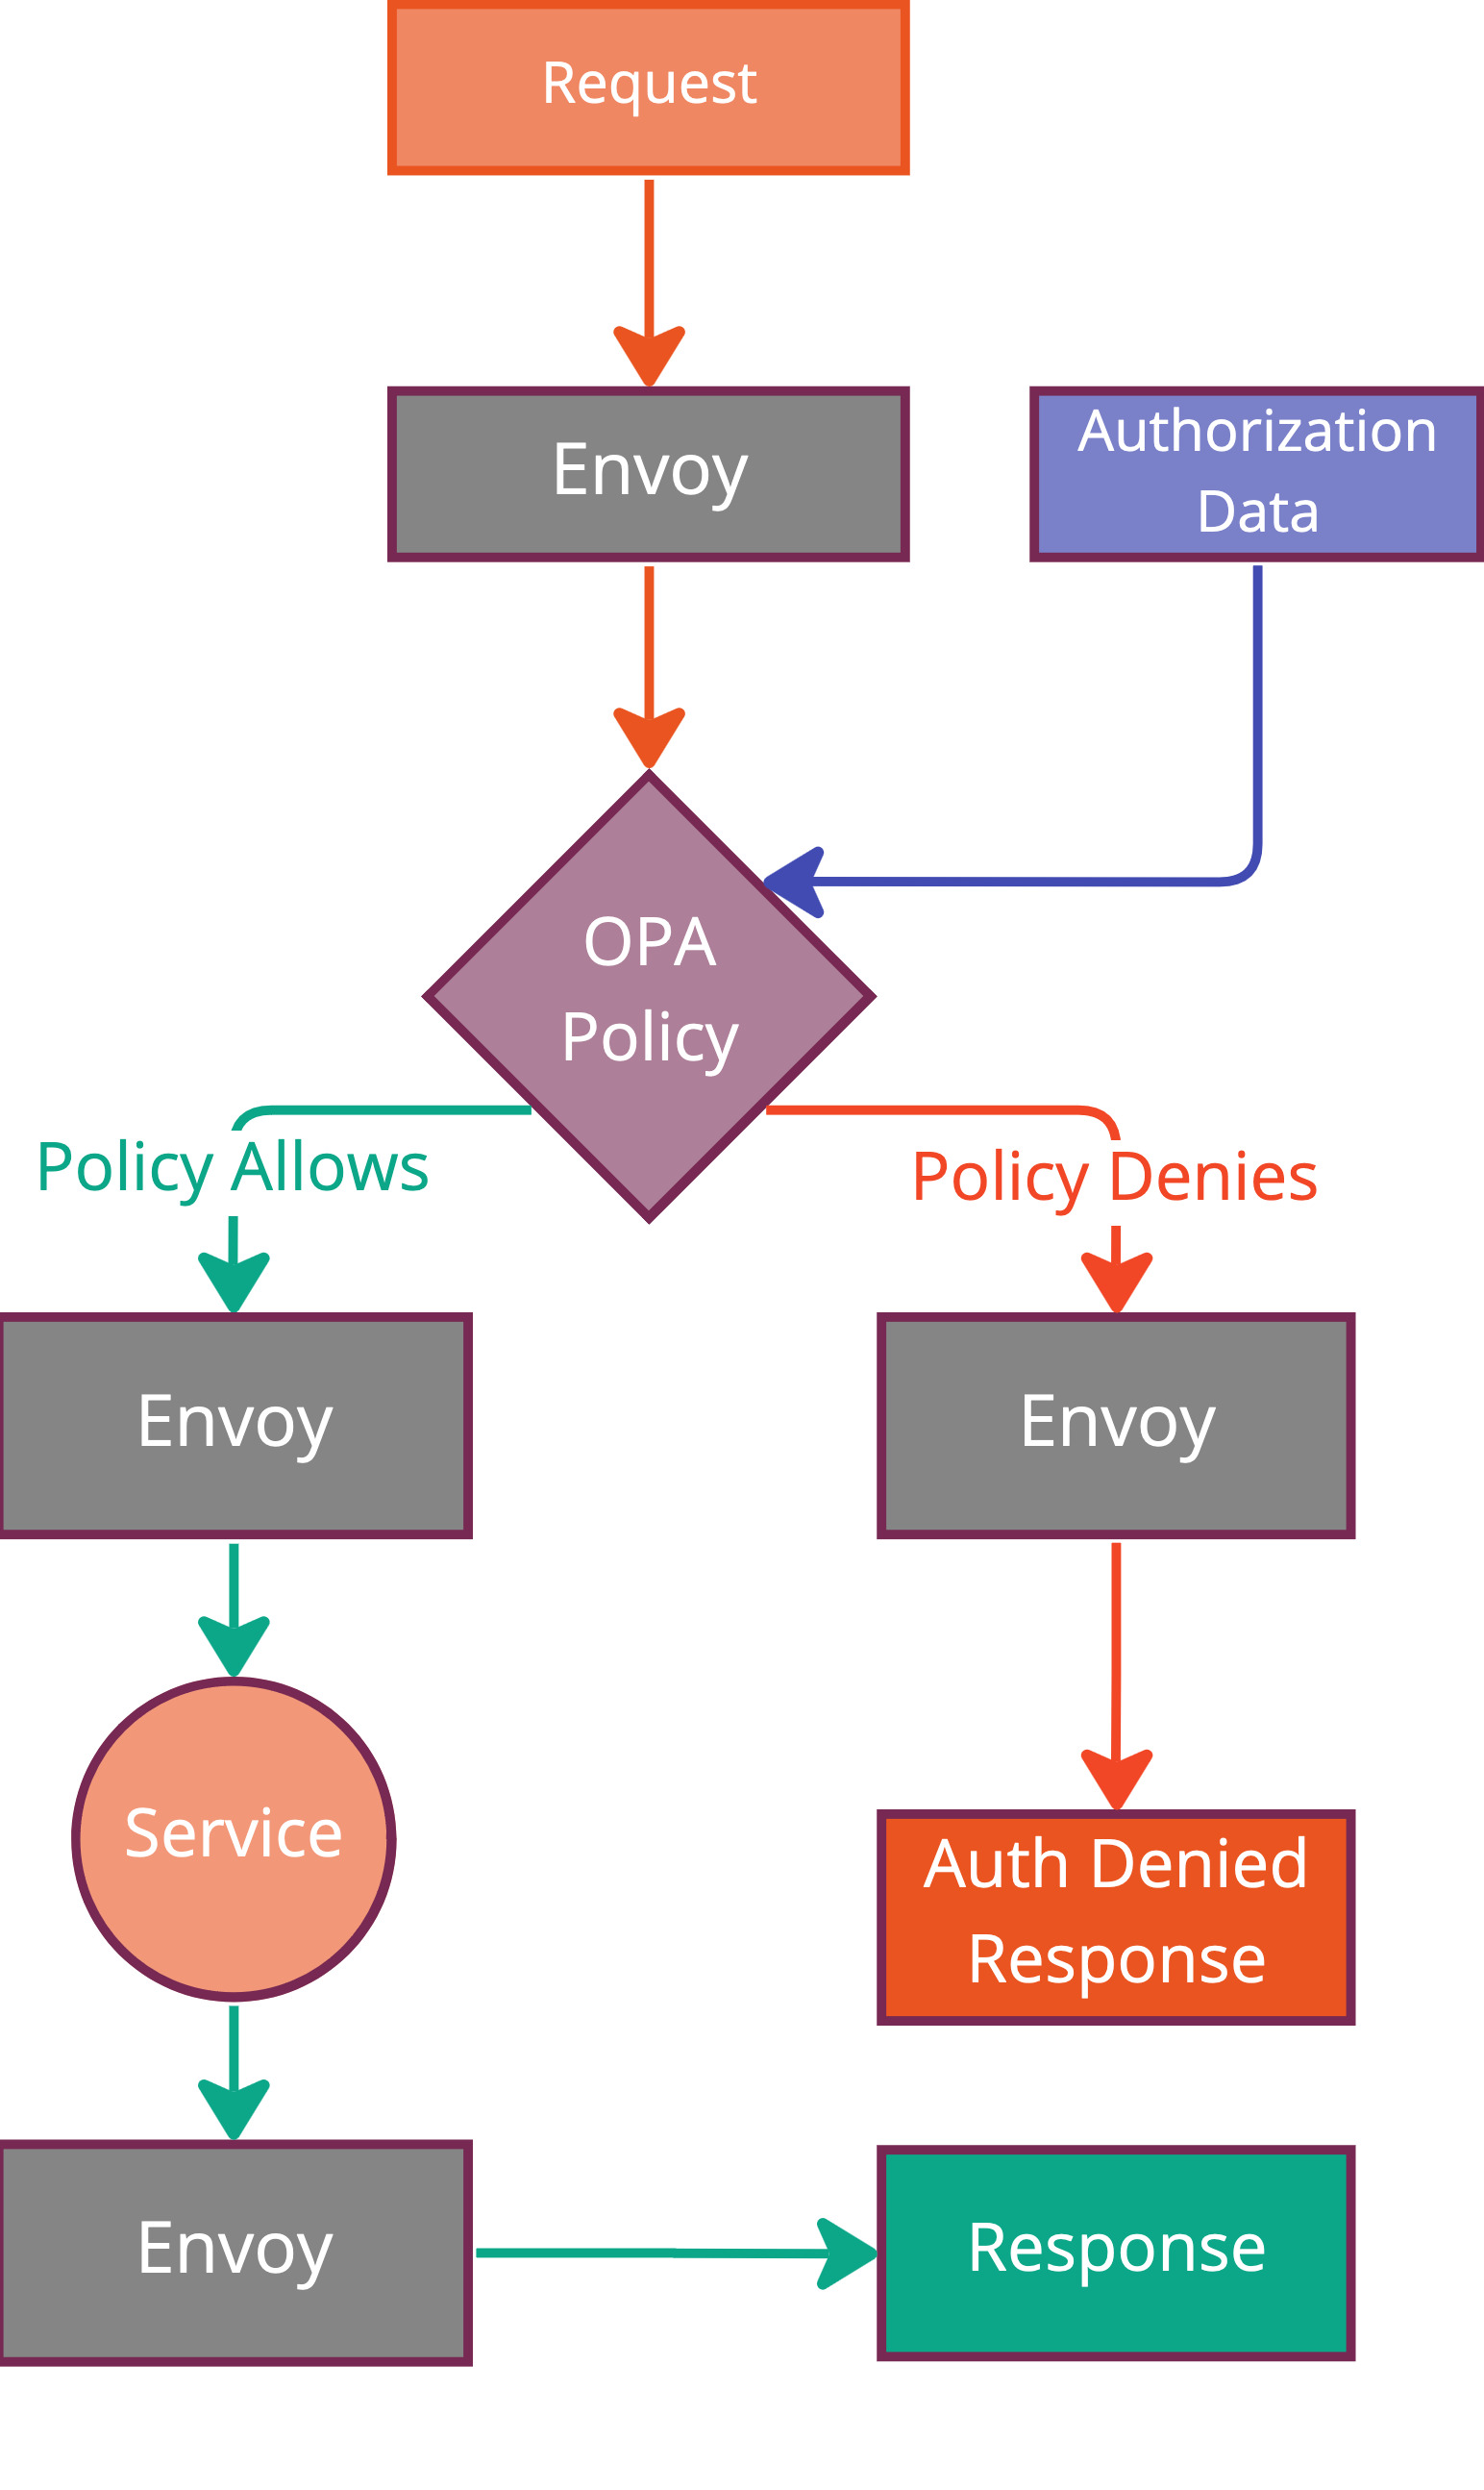 Request
Envoy
Authorization
Data
OPA
Policy
Policy Allows
Policy Denies
Envoy
Envoy
Service
Auth Denied
Response
Envoy
Response